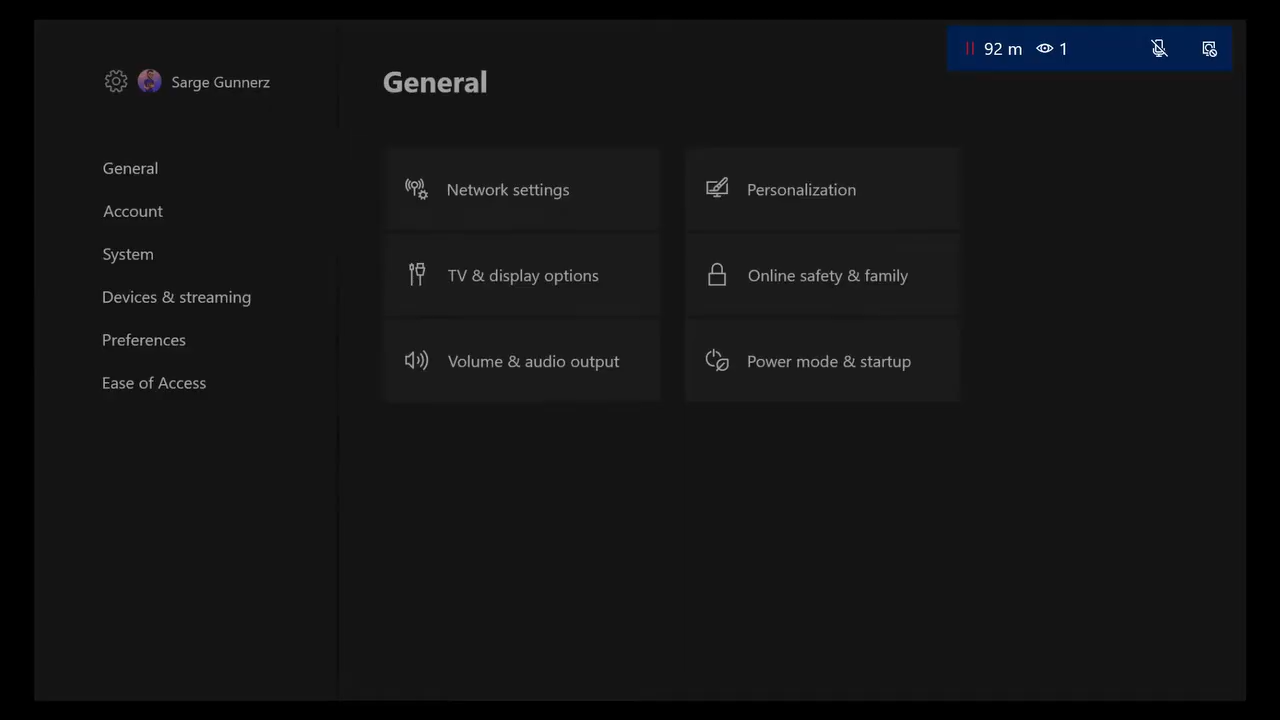 92 m 1
Sarge Gunnerz
General
General
Account
System
Devices & streaming
Preferences
Ease of Access
Network settings
Personalization
TV & display options
Online safety & family
Volume & audio output
Power mode & startup